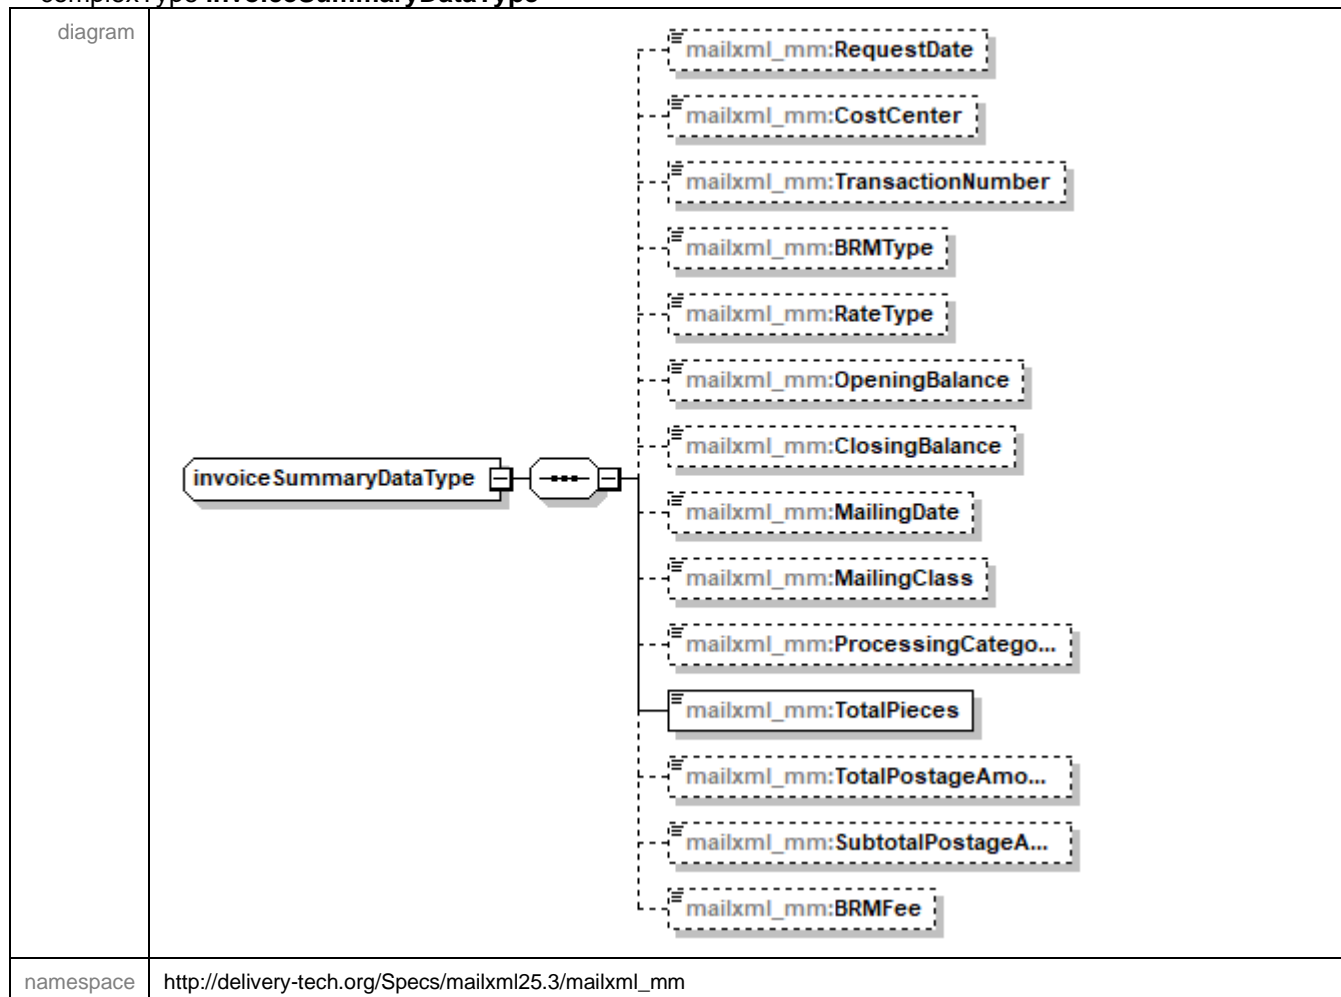 complexType invoiceSummaryDataType
diagram
mailxml_mm:RequestDate
mailxml_mm:CostCenter
mailxml_mm:TransactionNumber
mailxml_mm:BRMType
mailxml_mm:RateType
mailxml_mm:OpeningBalance
mailxml_mm:ClosingBalance
invoiceSummaryDataType
mailxml_mm:MailingDate
mailxml_mm:MailingClass
mailxml_mm:ProcessingCatego...
mailxml_mm:TotalPieces
mailxml_mm:TotalPostageAmo...
mailxml_mm:SubtotalPostageA...
mailxml_mm:BRMFee
namespace http://delivery-tech.org/Specs/mailxml25.3/mailxml_mm